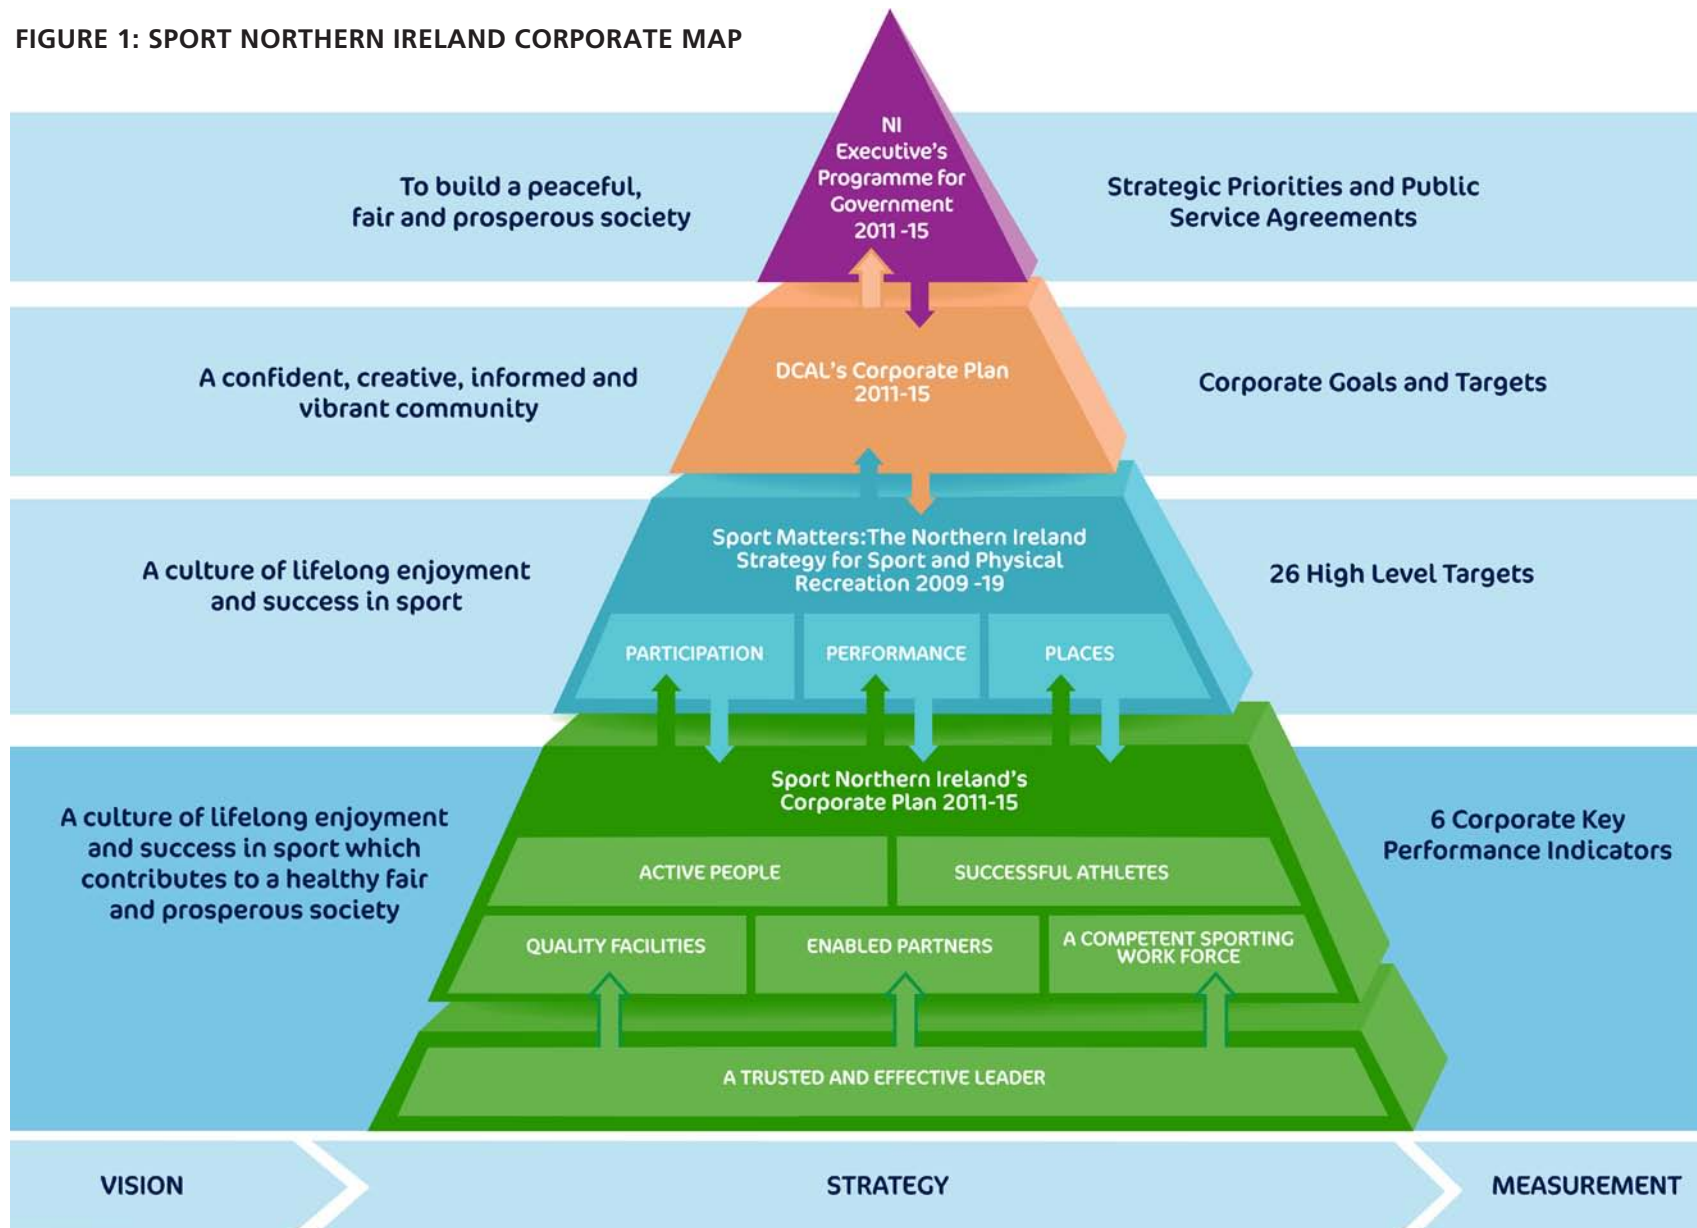 FIGURE 1: SPORT NORTHERN IRELAND CORPORATE MAP
To build a peaceful,
fair and prosperous society
NI
Executive's
Programme for
Government
2011 -15
Strategic Priorities and Public
Service Agreements
A confident, creative, informed and
vibrant community
DCAL's Corporate Plan
2011-15
Corporate Goals and Targets
A culture of lifelong enjoyment
and success in sport
Sport Matters:The Northern Ireland
Strategy for Sport and Physical
Recreation 2009 -19
PARTICIPATION
PERFORMANCE
PLACES
26 High Level Targets
A culture of lifelong enjoyment
and success in sport which
contributes to a healthy fair
and prosperous society
Sport Northern Ireland's
Corporate Plan 2011-15
ACTIVE PEOPLE
SUCCESSFUL ATHLETES
QUALITY FACILITIES
ENABLED PARTNERS
A COMPETENT SPORTING
WORK FORCE
A TRUSTED AND EFFECTIVE LEADER
6 Corporate Key
Performance Indicators
VISION
STRATEGY
MEASUREMENT